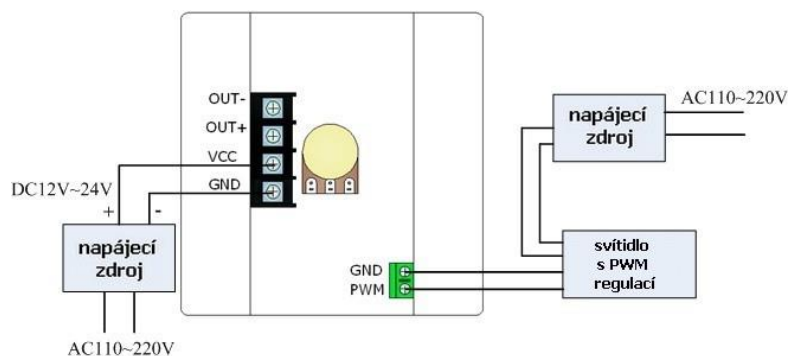 OUT-
OUT+
VCC
GND
DC12V~24V
+ -
napájecí
zdroj
AC110~220V
GND
PWM
napájecí
zdroj
AC110~220V
svítidlo
s PWM
regulací